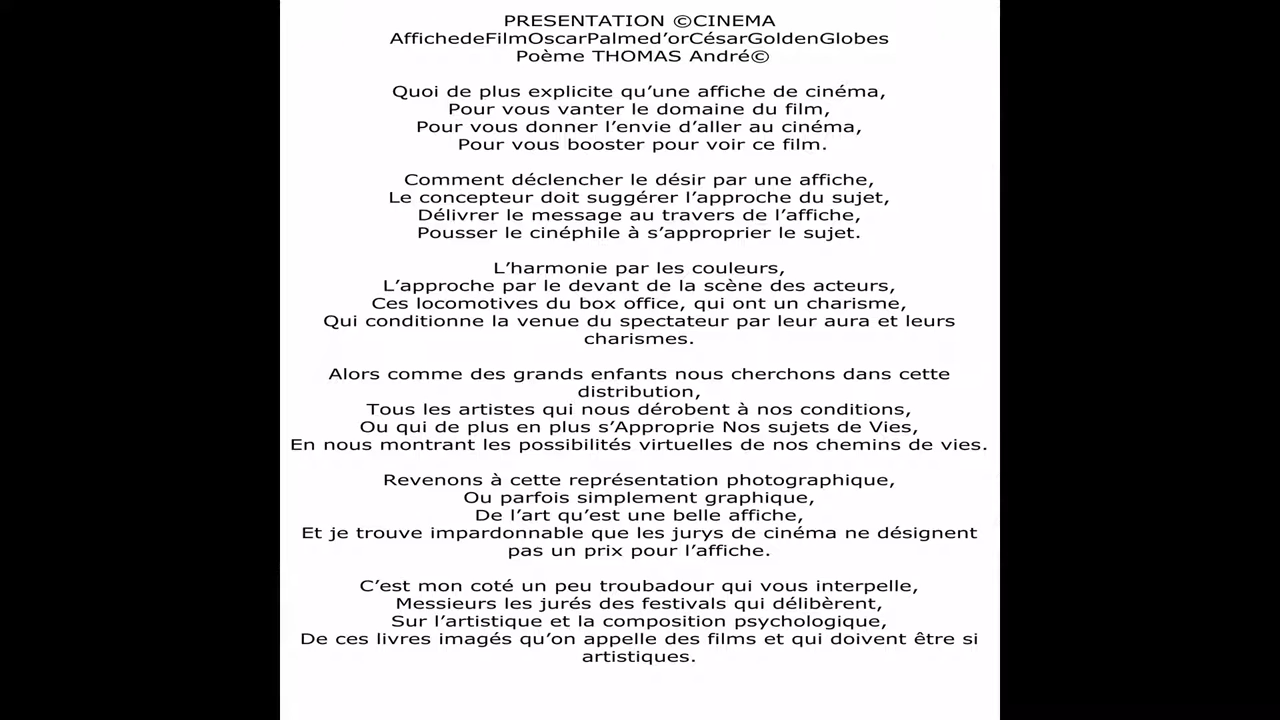 PRESENTATION ©CINEMA
AffichedeFilmOscarPalmed’orCésarGoldenGlobes
Poème THOMAS André©
Quoi de plus explicite qu’une affiche de cinéma,
Pour vous vanter le domaine du film,
Pour vous donner l’envie d’aller au cinéma,
Pour vous booster pour voir ce film.
Comment déclencher le désir par une affiche,
Le concepteur doit suggérer l’approche du sujet,
Délivrer le message au travers de l’affiche,
Pousser le cinéphile à s’approprier le sujet.
L’harmonie par les couleurs,
L’approche par le devant de la scène des acteurs,
Ces locomotives du box office, qui ont un charisme,
Qui conditionne la venue du spectateur par leur aura et leurs
charismes.
Alors comme des grands enfants nous cherchons dans cette
distribution,
Tous les artistes qui nous dérobent à nos conditions,
Ou qui de plus en plus s’Approprie Nos sujets de Vies,
En nous montrant les possibilités virtuelles de nos chemins de vies.
Revenons à cette représentation photographique,
Ou parfois simplement graphique,
De l’art qu’est une belle affiche,
Et je trouve impardonnable que les jurys de cinéma ne désignent
pas un prix pour l’affiche.
C’est mon coté un peu troubadour qui vous interpelle,
Messieurs les jurés des festivals qui délibèrent,
Sur l’artistique et la composition psychologique,
De ces livres imagés qu’on appelle des films et qui doivent être si
artistiques.